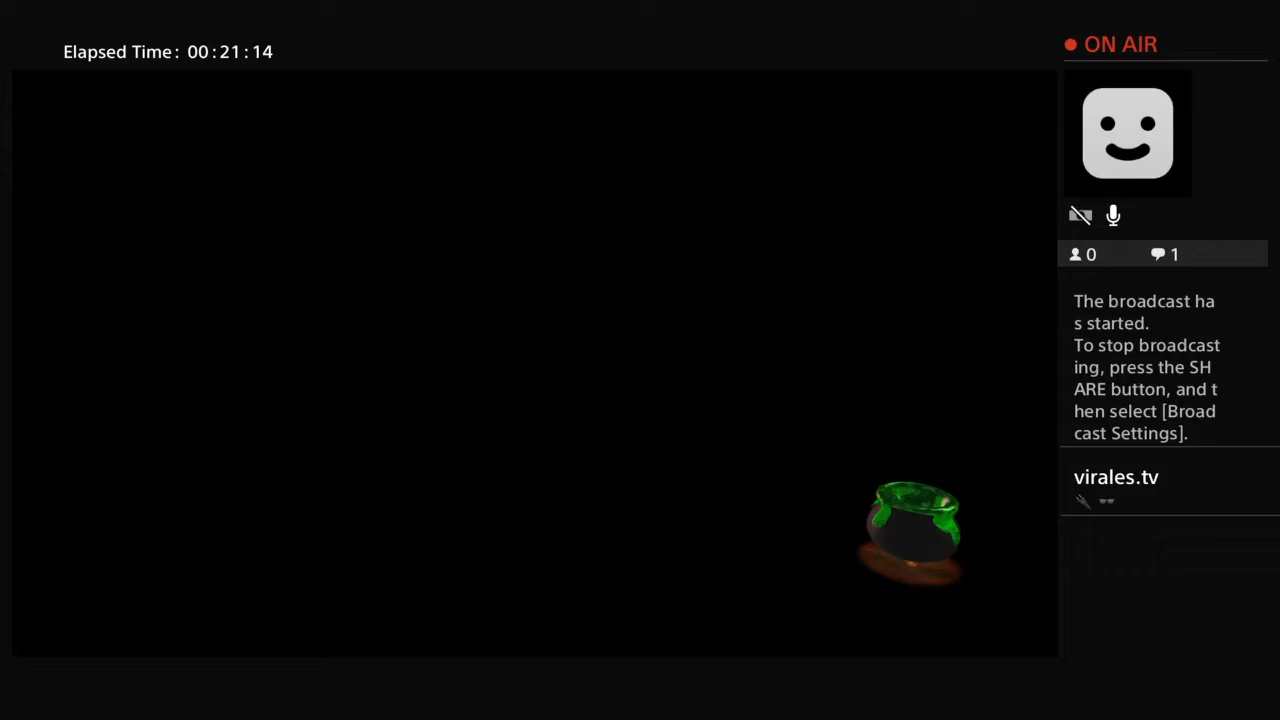 Elapsed Time: 00:21:14
ON AIR
0 1
The broadcast ha
s started.
To stop broadcast
ing, press the SH
ARE button, and t
hen select [Broad
cast Settings].
virales.tv